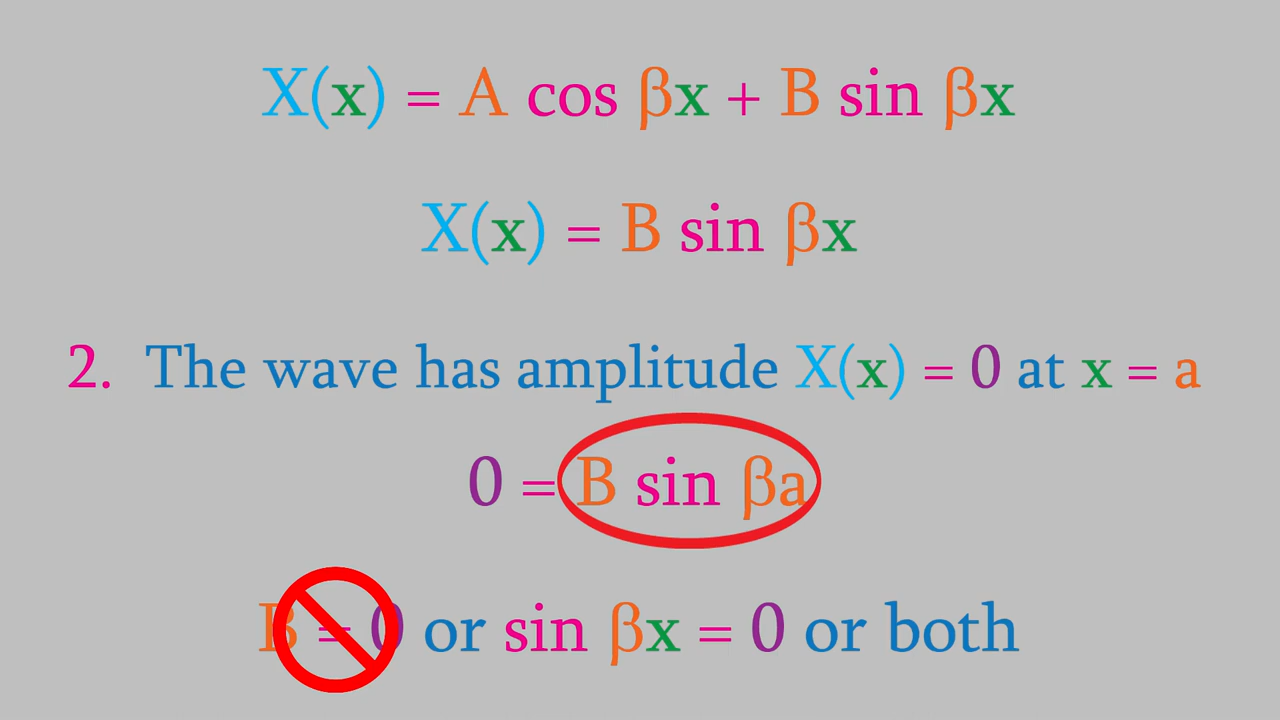 X(x) = A cos βx + B sin βx
X(x) = B sin βx
2. The wave has amplitude X(x) = 0 at x = a
0 = B sin βa
B = 0 or sin βx = 0 or both